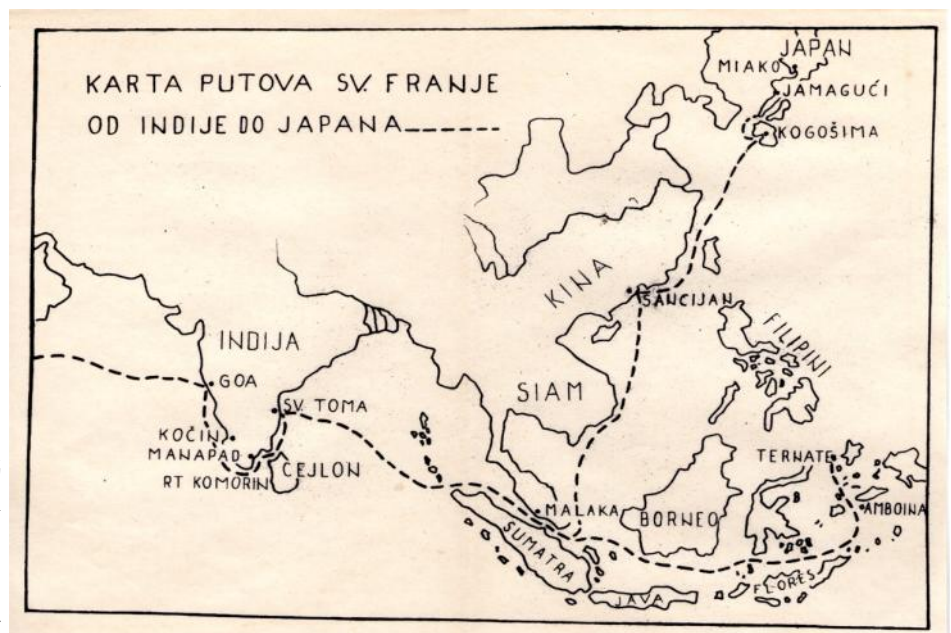 KARTA PUTOVA SV. FRANJE
OD INDIJE DO JAPANA
JAPAN
MIAKO
JAMAGUĆI
KOGOŠIMA
KINA
SANCIJAN
INDIJA
FILIPINI
GOA
SIAM
SV. TOMA
KOČIN
MANAPAD
TERNATE
ČEJLON
RT KOMORIN
MALAKA
AMBOINA
BORNEO
SUMATRA
FLORES
JAVA